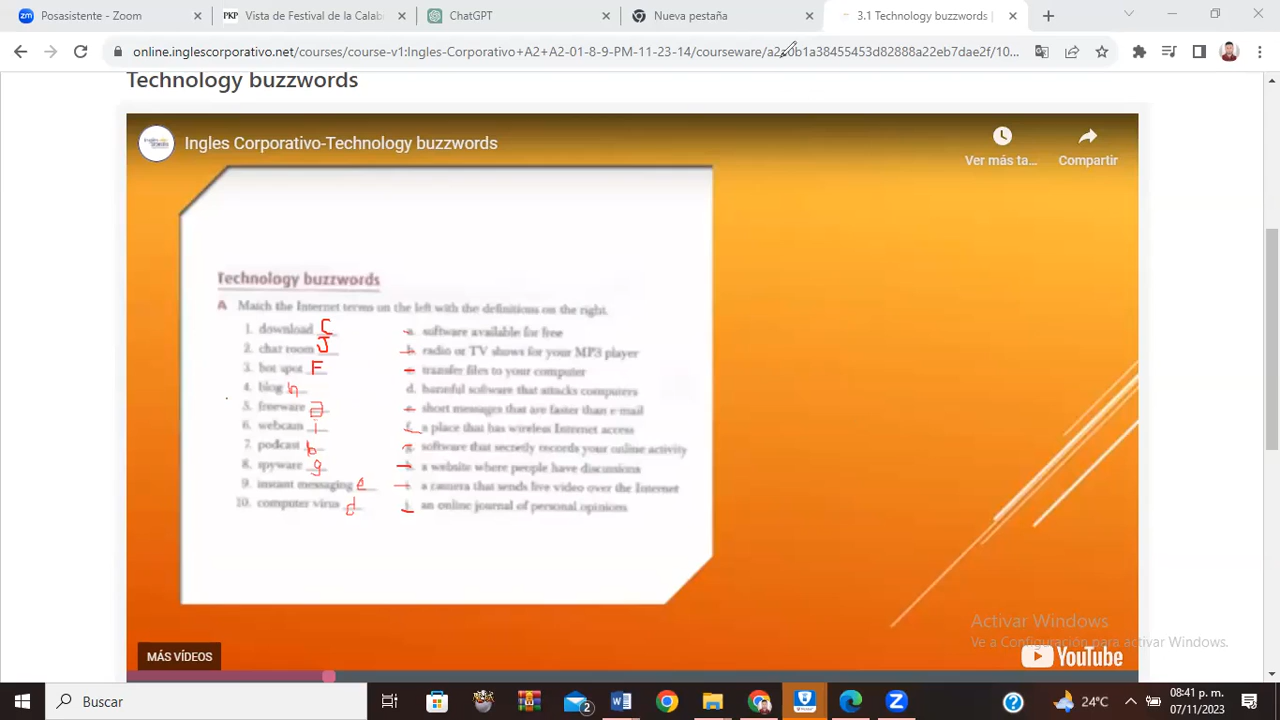 Posasistente - Zoom
Vista de Festival de la Calab
ChatGPT
Nueva pestaña
3.1 Technology buzzwords |
online.inglescorporativo.net/courses/course-v1:Ingles-Corporativo+A2+A2-01-8-9-PM-11-23-14/courseware/a2a0b1a38455453d82888a22eb7dae2f/10...
Technology buzzwords
Ingles Corporativo-Technology buzzwords
Ver más ta...
Compartir
Technology buzzwords
A Match the Internet terms on the left with the definitions on the right.
1. download C
2. chat room J
3. hot spot F
4. blog h
5. freeware a
6. webcam i
7. podcast b
8. spyware g
9. instant messaging e
10. computer virus d
a. software available for free
b. radio or TV shows for your MP3 player
c. transfer files to your computer
d. harmful software that attacks computers
e. short messages that are faster than e-mail
f. a place that has wireless Internet access
g. software that secretly records your online activity
h. a website where people have discussions
i. a camera that sends live video over the Internet
j. an online journal of personal opinions
MÁS VÍDEOS
YouTube
Activar Windows
Ve a Configuración para activar Windows.
Buscar
2
24°C
08:41 p. m.
07/11/2023